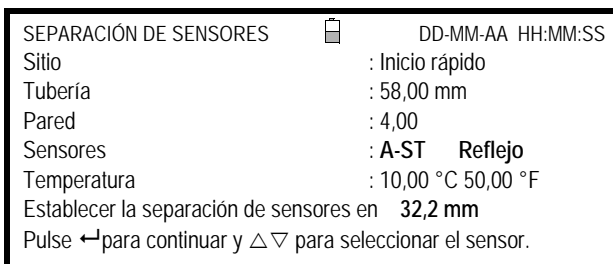 SEPARACIÓN DE SENSORES DD-MM-AA HH:MM:SS
Sitio : Inicio rápido
Tubería : 58,00 mm
Pared : 4,00
Sensores : A-ST Reflejo
Temperatura : 10,00 °C 50,00 °F
Establecer la separación de sensores en 32,2 mm
Pulse ↵para continuar y △▽ para seleccionar el sensor.